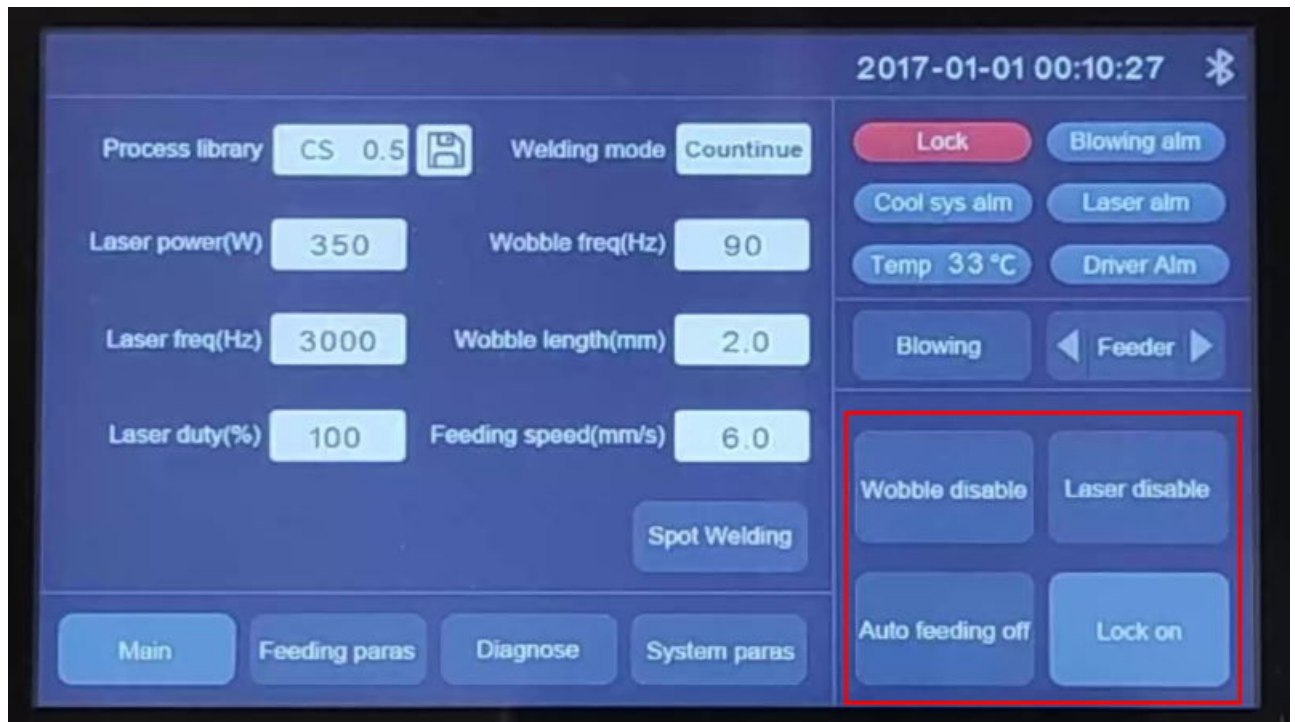 2017-01-01 00:10:27
Process library CS 0.5 Welding mode Countinue
Laser power(W) 350 Wobble freq(Hz) 90
Laser freq(Hz) 3000 Wobble length(mm) 2.0
Laser duty(%) 100 Feeding speed(mm/s) 6.0
Spot Welding
Main Feeding paras Diagnose System paras
Lock Blowing alm
Cool sys alm Laser alm
Temp 33°C Driver Alm
Blowing Feeder
Wobble disable Laser disable
Auto feeding off Lock on